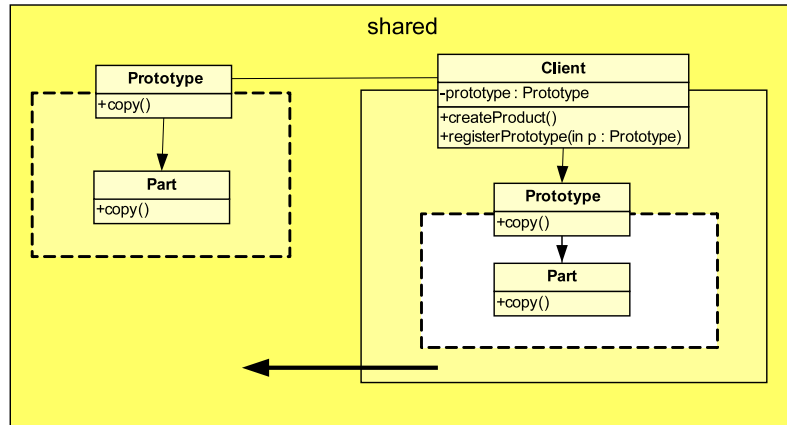 shared
Prototype
+copy()
Part
+copy()
Client
-prototype : Prototype
+createProduct()
+registerPrototype(in p : Prototype)
Prototype
+copy()
Part
+copy()